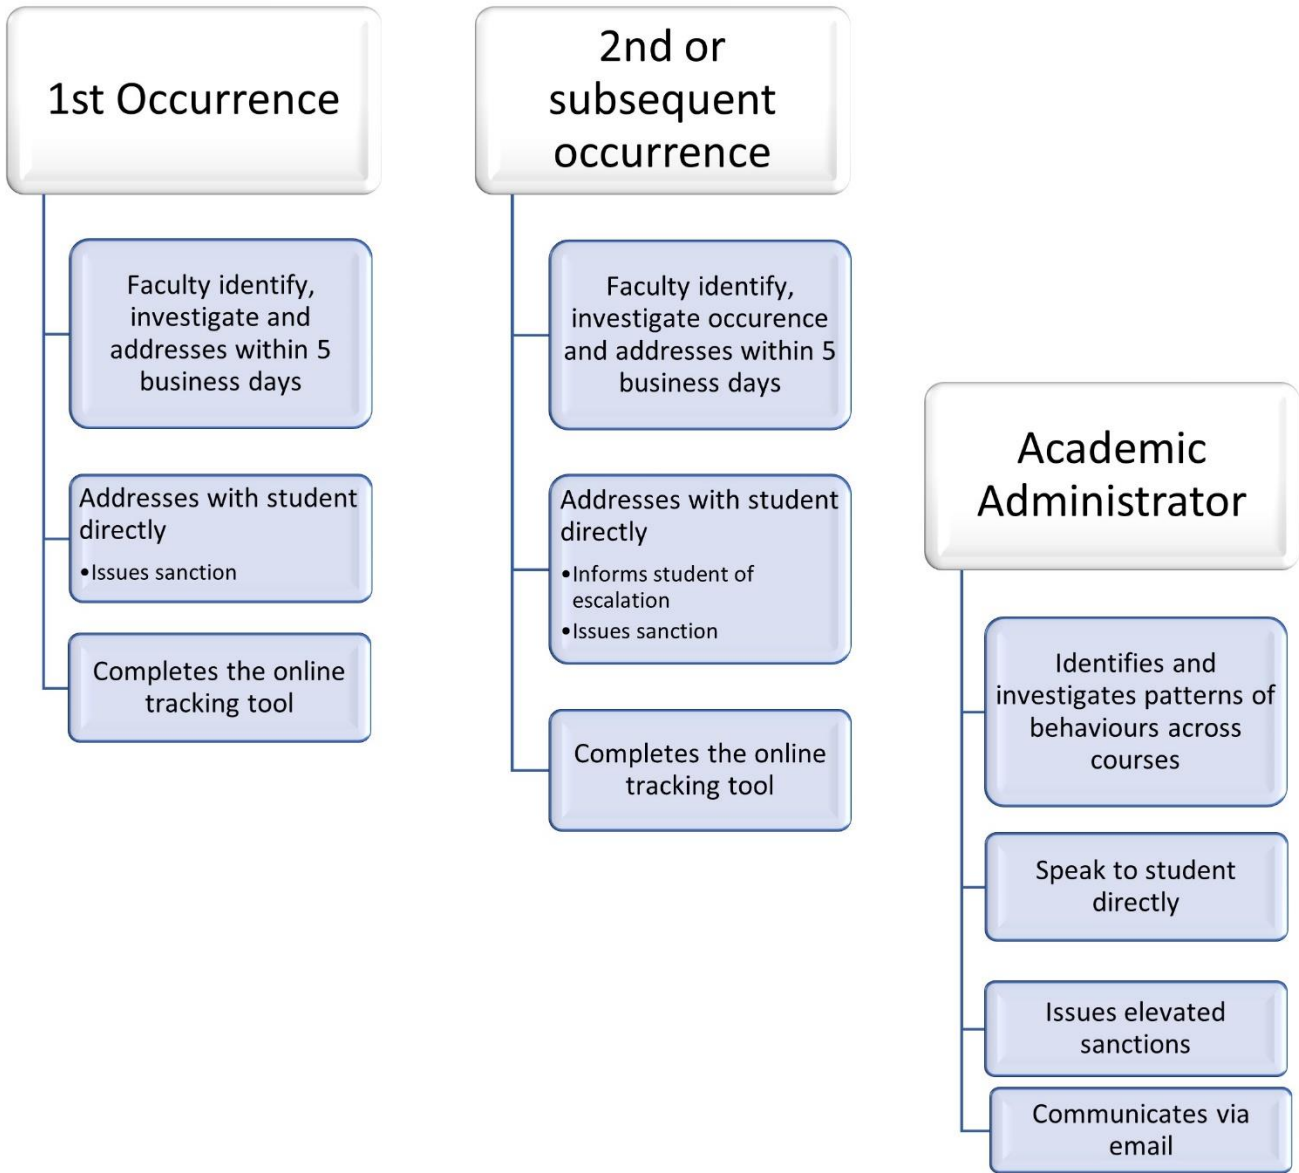 1st Occurrence
Faculty identify,
investigate and
addresses within 5
business days
Addresses with student
directly
•Issues sanction
Completes the online
tracking tool
2nd or
subsequent
occurrence
Faculty identify,
investigate occurence
and addresses within 5
business days
Addresses with student
directly
•Informs student of
escalation
•Issues sanction
Completes the online
tracking tool
Academic
Administrator
Identifies and
investigates patterns of
behaviours across
courses
Speak to student
directly
Issues elevated
sanctions
Communicates via
email